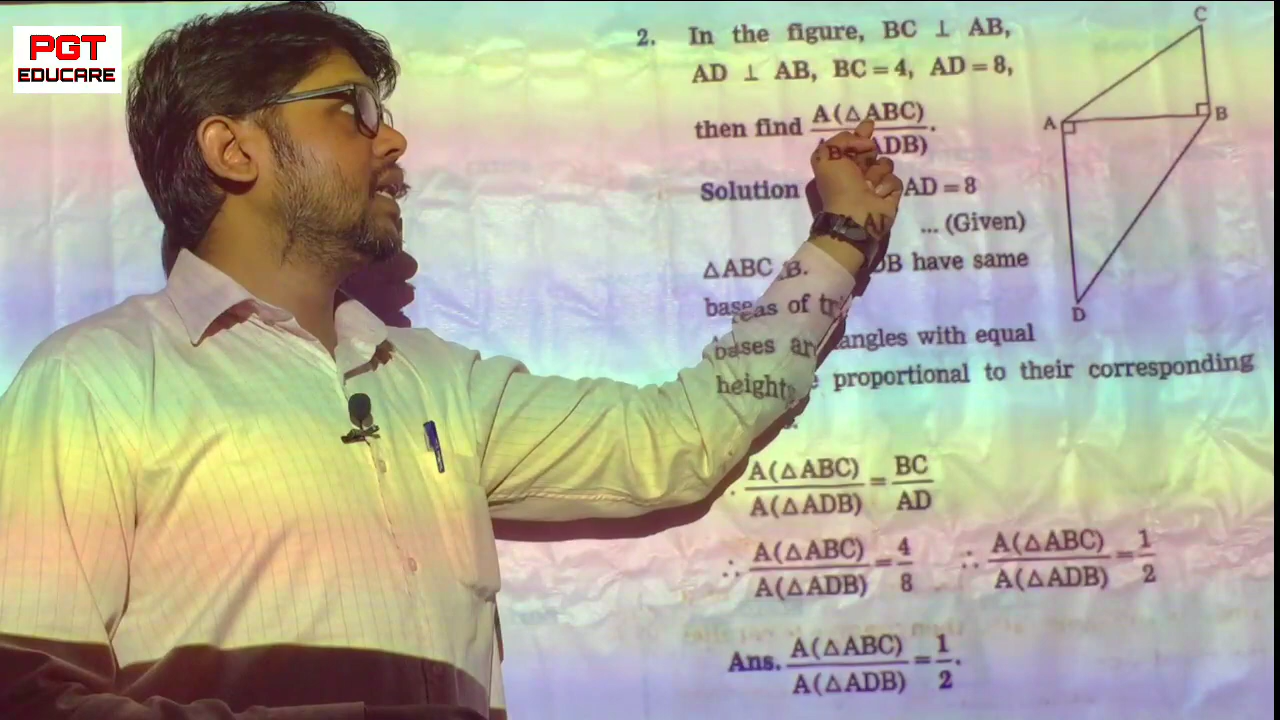 PGT
EDUCARE
2. In the figure, BC ⊥ AB,
AD ⊥ AB, BC = 4, AD = 8,
then find A(△ABC)/A(△ADB).
Solution AD = 8
... (Given)
△ABC have same
bases of
bases angles with equal
heights proportional to their corresponding
A(△ABC)/A(△ADB) = BC/AD
∴ A(△ABC)/A(△ADB) = 4/8 ∴ A(△ABC)/A(△ADB) = 1/2
Ans. A(△ABC)/A(△ADB) = 1/2.
C
A
B
D